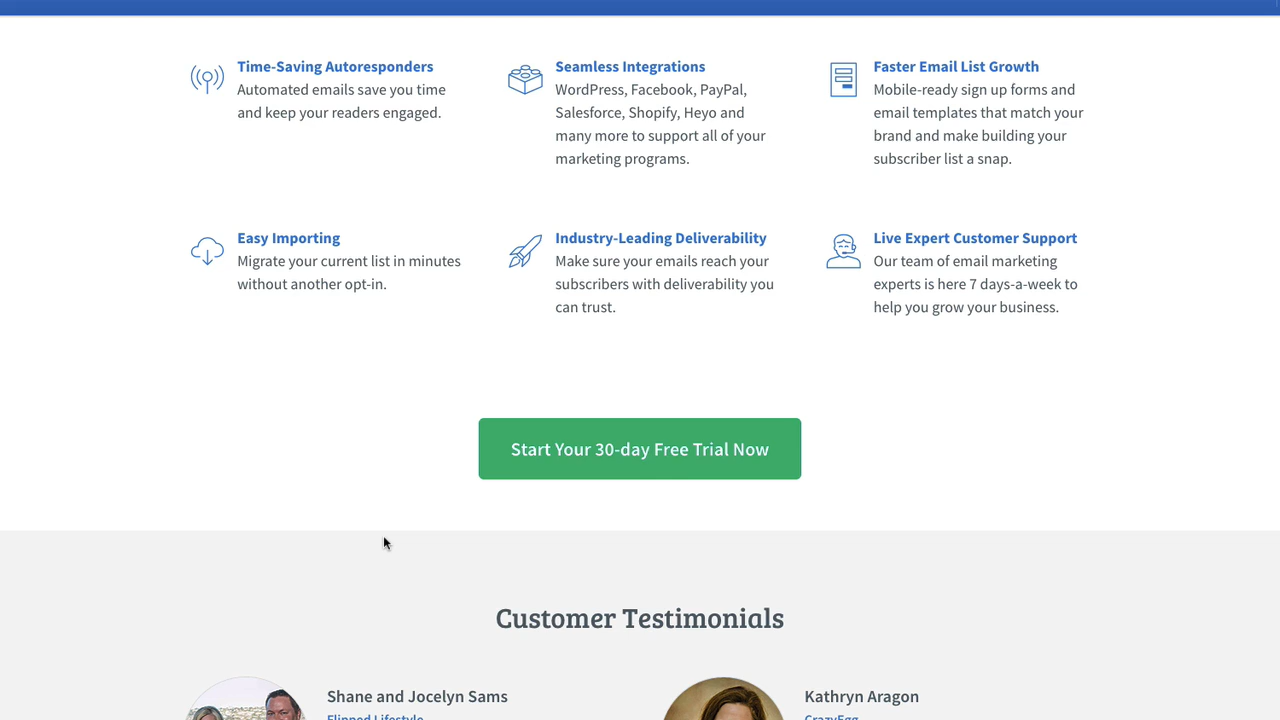 Time-Saving Autoresponders
Automated emails save you time
and keep your readers engaged.
Seamless Integrations
WordPress, Facebook, PayPal,
Salesforce, Shopify, Heyo and
many more to support all of your
marketing programs.
Faster Email List Growth
Mobile-ready sign up forms and
email templates that match your
brand and make building your
subscriber list a snap.
Easy Importing
Migrate your current list in minutes
without another opt-in.
Industry-Leading Deliverability
Make sure your emails reach your
subscribers with deliverability you
can trust.
Live Expert Customer Support
Our team of email marketing
experts is here 7 days-a-week to
help you grow your business.
Start Your 30-day Free Trial Now
Customer Testimonials
Shane and Jocelyn Sams
Flipped Lifestyle
Kathryn Aragon
CrazyEgg